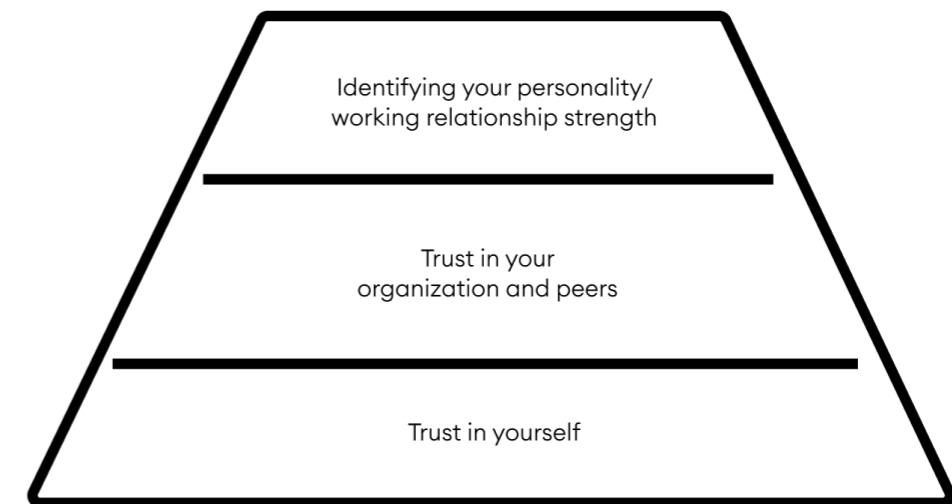 Identifying your personality/
working relationship strength
Trust in your
organization and peers
Trust in yourself